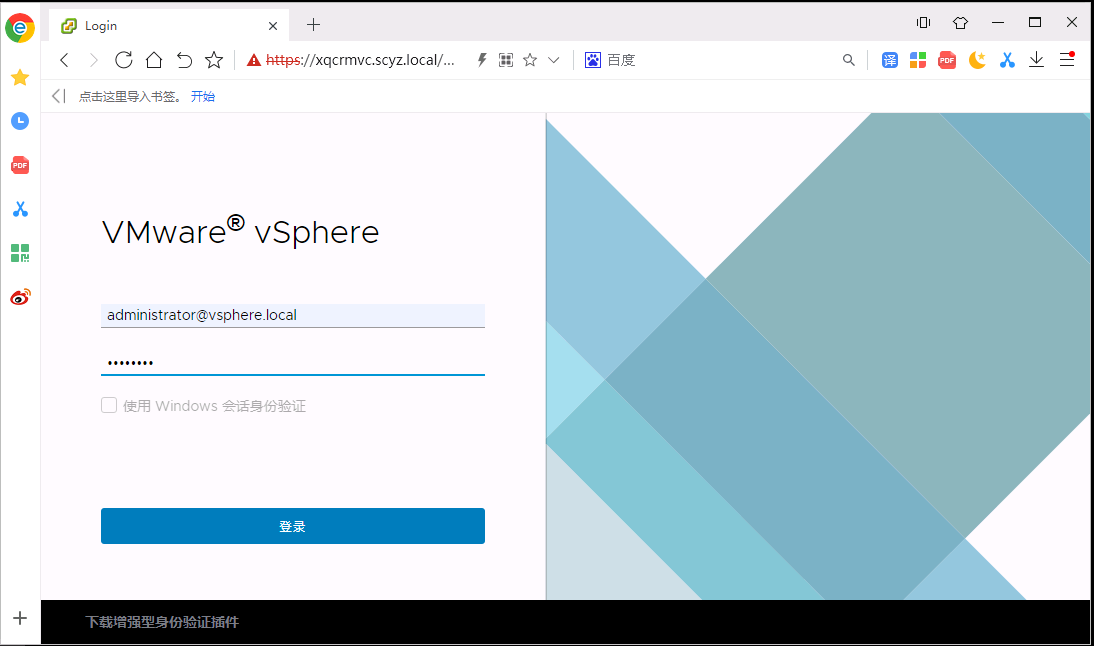 Login
https://xqcrmvc.scyz.local/...
百度
译
PDF
点击这里导入书签。 开始
PDF
VMware® vSphere
administrator@vsphere.local
••••••••
使用 Windows 会话身份验证
登录
下载增强型身份验证插件